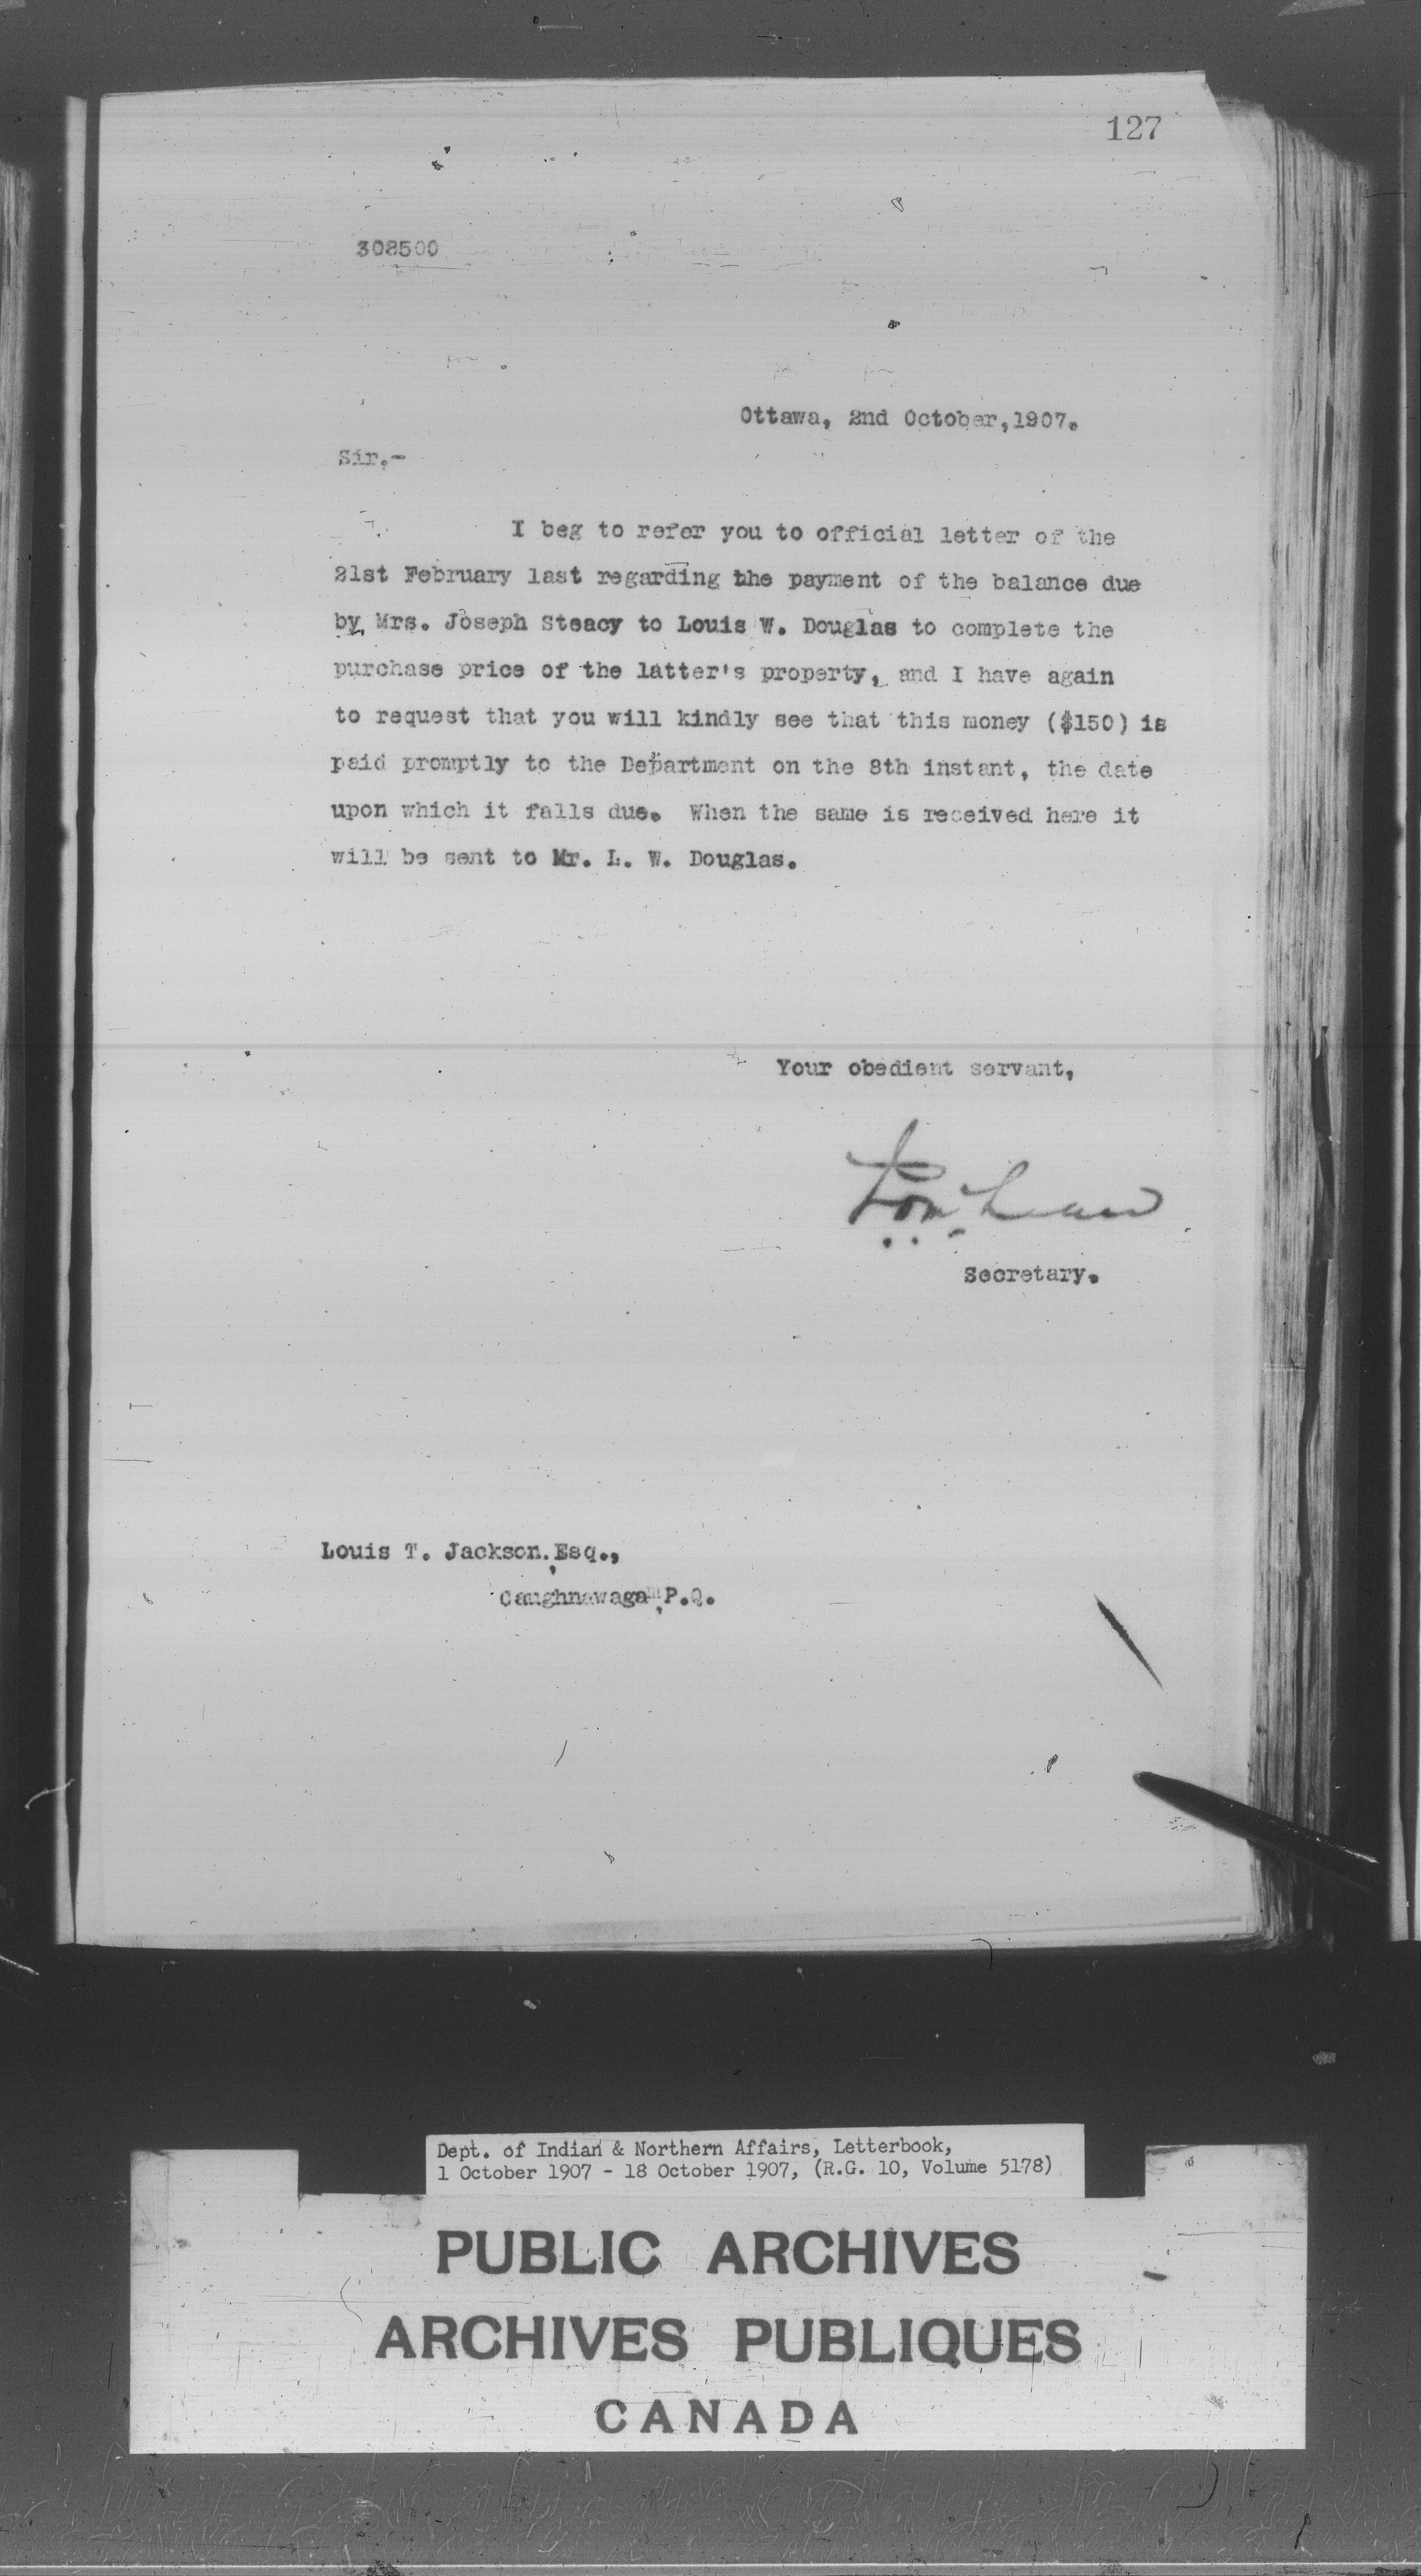 127
308500
Ottawa, 2nd October, 1907.
Sir.-
I beg to refer you to official letter of the
21st February last regarding the payment of the balance due
by Mrs. Joseph Steacy to Louis W. Douglas to complete the
purchase price of the latter's property, and I have again
to request that you will kindly see that this money ($150) is
paid promptly to the Department on the 8th instant, the date
upon which it falls due. When the same is received here it
will be sent to Mr. L. W. Douglas.
Your obedient servant,
Secretary.
Louis T. Jackson, Esq.,
Caughnawaga, P.Q.
Dept. of Indian & Northern Affairs, Letterbook,
1 October 1907 - 18 October 1907, (R.G. 10, Volume 5178)
PUBLIC ARCHIVES
ARCHIVES PUBLIQUES
CANADA